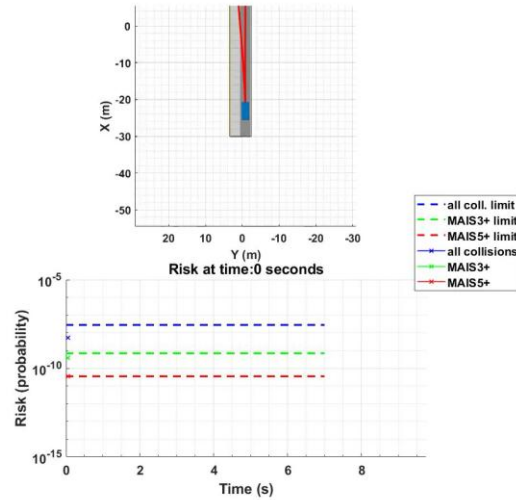 0
-10
-20
-30
-40
-50
X (m)
20 10 0 -10 -20 -30
Y (m)
all coll. limit
MAIS3+ limit
MAIS5+ limit
all collisions
MAIS3+
MAIS5+
Risk at time:0 seconds
10⁻⁵
10⁻¹⁰
10⁻¹⁵
Risk (probability)
0 2 4 6 8
Time (s)